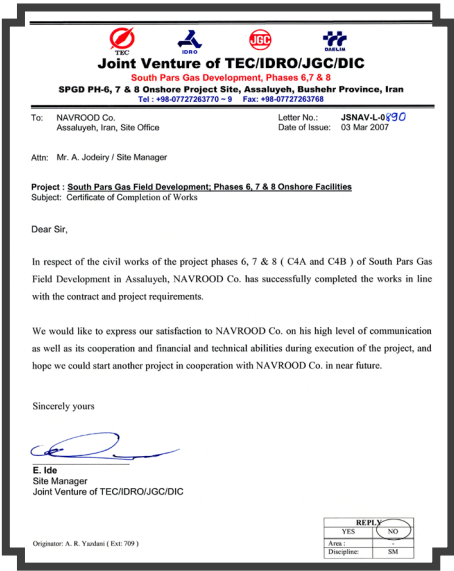 TEC
IDRO
JGC
DAELIM
Joint Venture of TEC/IDRO/JGC/DIC
South Pars Gas Development, Phases 6,7 & 8
SPGD PH-6, 7 & 8 Onshore Project Site, Assaluyeh, Bushehr Province, Iran
Tel : +98-07727263770 ~ 9 Fax: +98-07727263768
To: NAVROOD Co. Letter No.: JSNAV-L-0890
Assaluyeh, Iran, Site Office Date of Issue: 03 Mar 2007
Attn: Mr. A. Jodeiry / Site Manager
Project : South Pars Gas Field Development; Phases 6, 7 & 8 Onshore Facilities
Subject: Certificate of Completion of Works
Dear Sir,
In respect of the civil works of the project phases 6, 7 & 8 ( C4A and C4B ) of South Pars Gas
Field Development in Assaluyeh, NAVROOD Co. has successfully completed the works in line
with the contract and project requirements.
We would like to express our satisfaction to NAVROOD Co. on his high level of communication
as well as its cooperation and financial and technical abilities during execution of the project, and
hope we could start another project in cooperation with NAVROOD Co. in near future.
Sincerely yours
E. Ide
Site Manager
Joint Venture of TEC/IDRO/JGC/DIC
REPLY
YES NO
Area : -
Discipline: SM
Originator: A. R. Yazdani ( Ext: 709 )